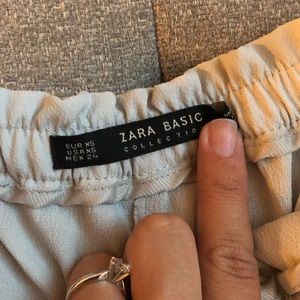 EUR XS
USA XS
MEX 24
ZARA BASIC
COLLECTION